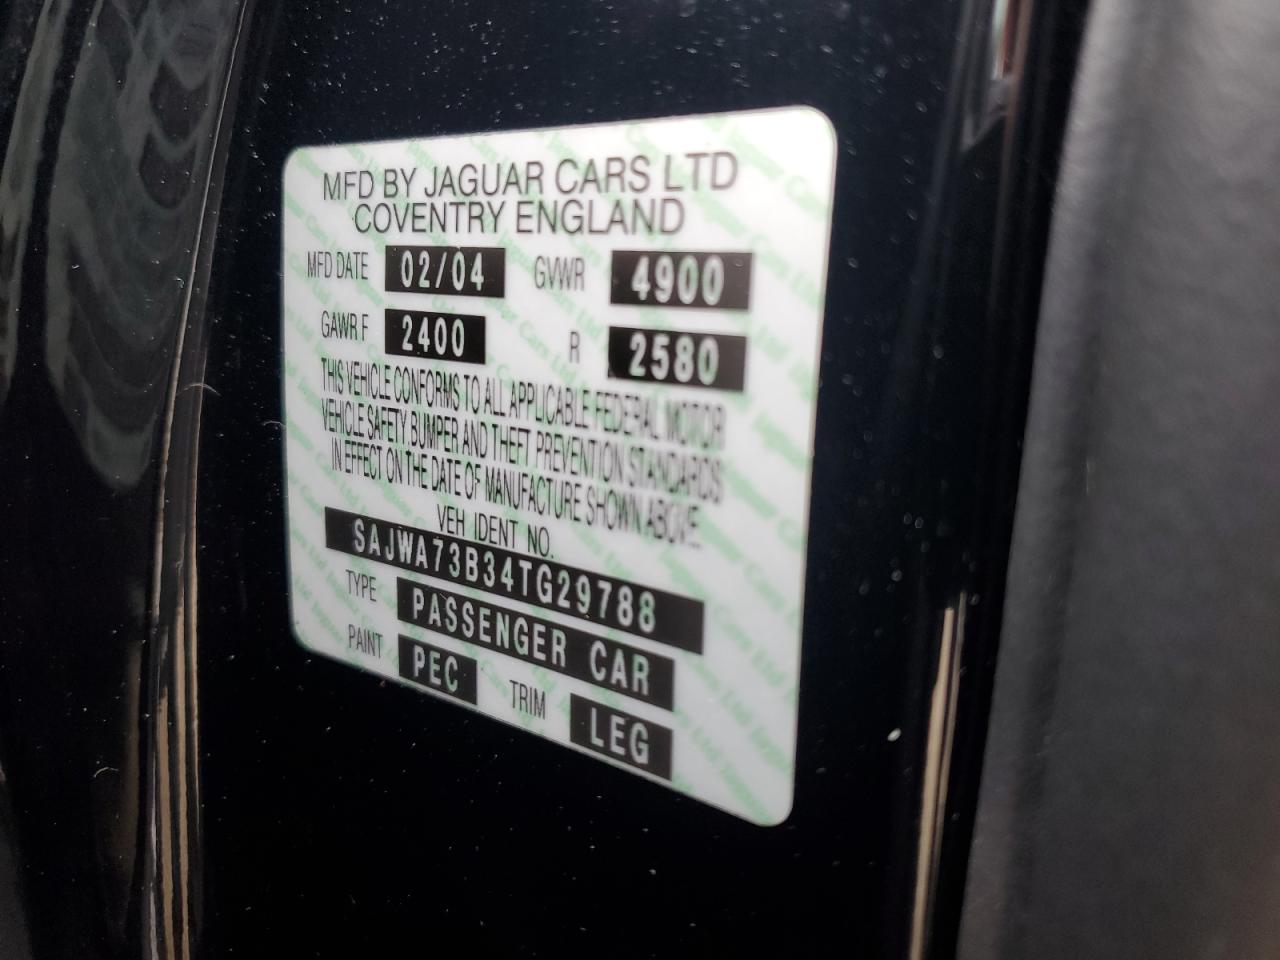 MFD BY JAGUAR CARS LTD
COVENTRY ENGLAND
MFD DATE 02/04 GVWR 4900
GAWR F 2400 R 2580
THIS VEHICLE CONFORMS TO ALL APPLICABLE FEDERAL MOTOR
VEHICLE SAFETY, BUMPER AND THEFT PREVENTION STANDARDS
IN EFFECT ON THE DATE OF MANUFACTURE SHOWN ABOVE.
VEH IDENT NO.
SAJWA73B34TG29788
TYPE PASSENGER CAR
PAINT PEC TRIM LEG